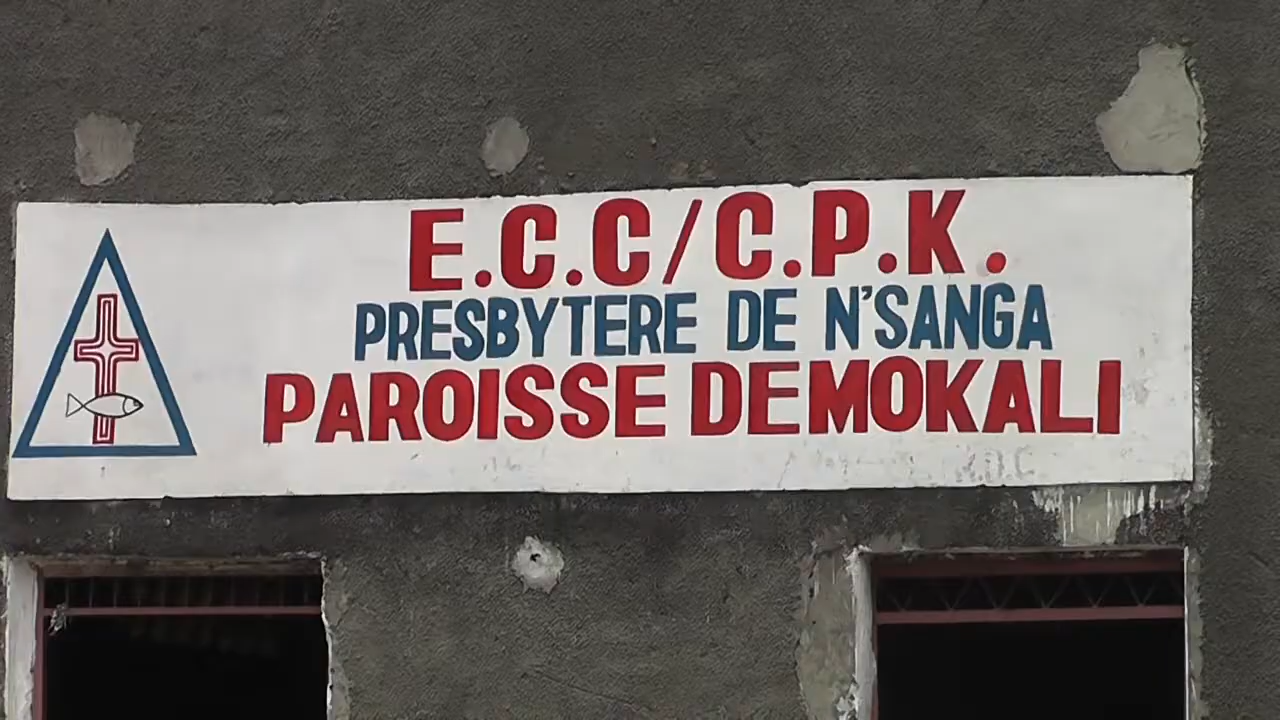 E.C.C/C.P.K.
PRESBYTERE DE N'SANGA
PAROISSE DE MOKALI
R.D.C